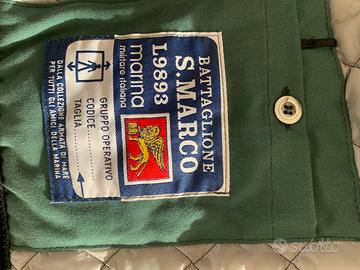 BATTAGLIONE
S.MARCO
L9893
marina
militare italiana
GRUPPO OPERATIVO
CODICE
TAGLIA
DALLA COLLEZIONE ARMATA DI MARE
PER TUTTI GLI AMICI DELLA MARINA
subito